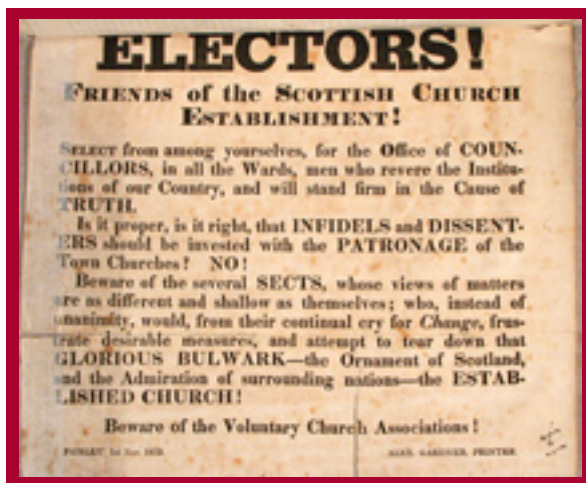 ELECTORS!
FRIENDS of the SCOTTISH CHURCH
ESTABLISHMENT!
SELECT from among yourselves, for the Office of COUN-
CILLORS, in all the Wards, men who revere the Institu-
tions of our Country, and will stand firm in the Cause of
TRUTH.
Is it proper, is it right, that INFIDELS and DISSENT-
ERS should be invested with the PATRONAGE of the
Town Churches! NO!
Beware of the several SECTS, whose views of matters
are as different and shallow as themselves; who, instead of
unanimity, would, from their continual cry for Change, frus-
trate desirable measures, and attempt to tear down that
GLORIOUS BULWARK—the Ornament of Scotland,
and the Admiration of surrounding nations—the ESTAB-
LISHED CHURCH!
Beware of the Voluntary Church Associations!
PAISLEY, 1st
ALEX. GARDNER, PRINTER.